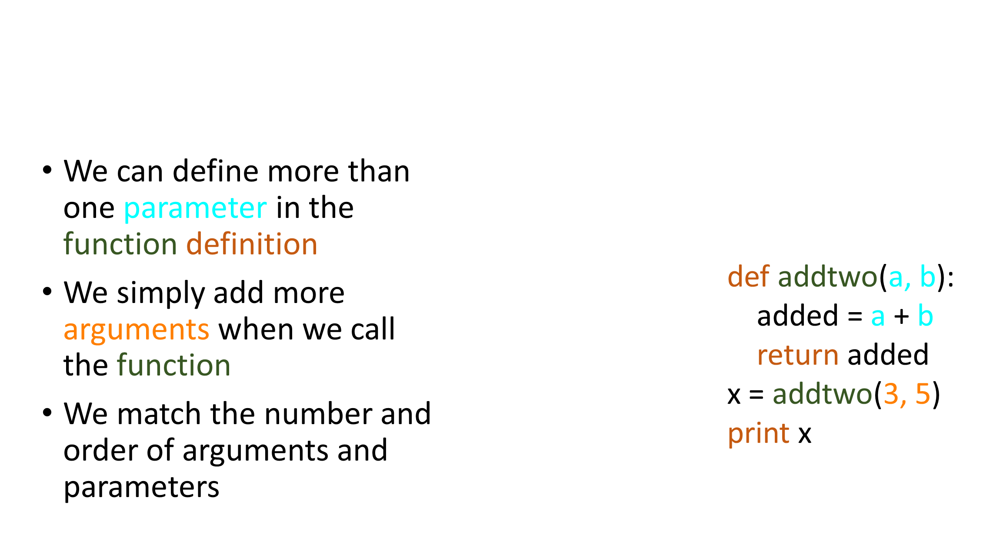 • We can define more than
one parameter in the
function definition
• We simply add more
arguments when we call
the function
• We match the number and
order of arguments and
parameters
def addtwo(a, b):
added = a + b
return added
x = addtwo(3, 5)
print x